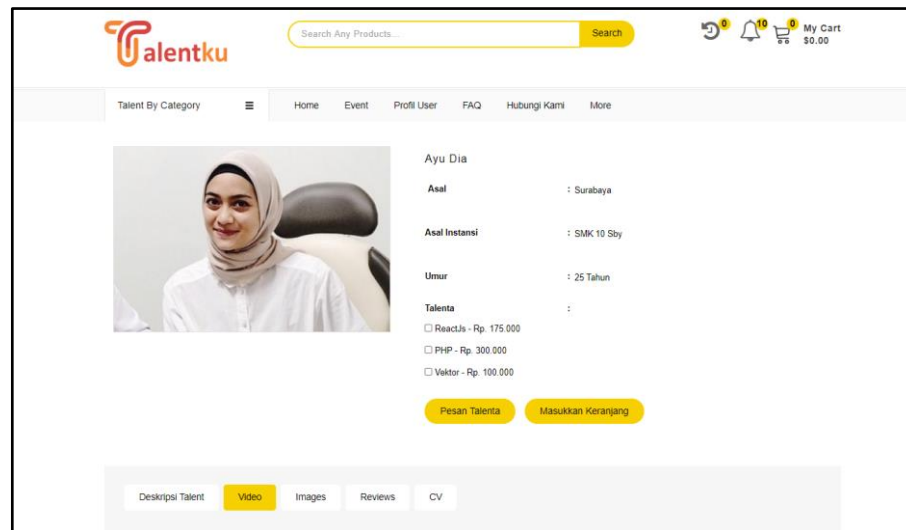 Talentku
Search Any Products... Search
0 10 0 My Cart
$0.00
Talent By Category Home Event Profil User FAQ Hubungi Kami More
Ayu Dia
Asal : Surabaya
Asal Instansi : SMK 10 Sby
Umur : 25 Tahun
Talenta :
ReactJs - Rp. 175.000
PHP - Rp. 300.000
Vektor - Rp. 100.000
Pesan Talenta Masukkan Keranjang
Deskripsi Talent Video Images Reviews CV